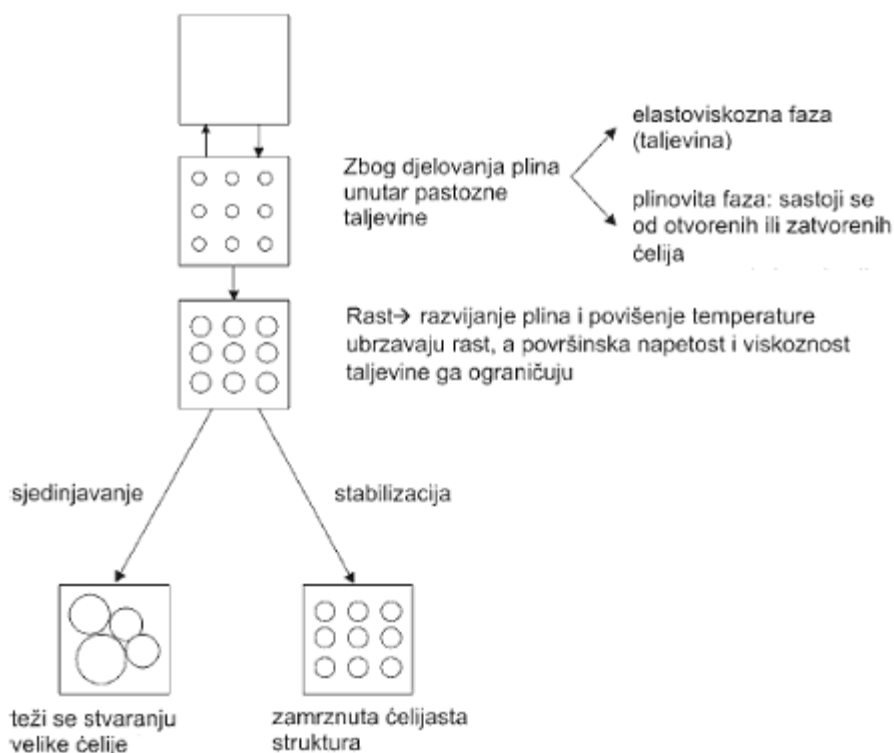 Zbog djelovanja plina
unutar pastozne
taljevine
elastoviskozna faza
(taljevina)
plinovita faza: sastoji se
od otvorenih ili zatvorenih
ćelija
Rast→ razvijanje plina i povišenje temperature
ubrzavaju rast, a površinska napetost i viskoznost
taljevine ga ograničuju
sjedinjavanje
stabilizacija
teži se stvaranju
velike ćelije
zamrznuta ćelijasta
struktura